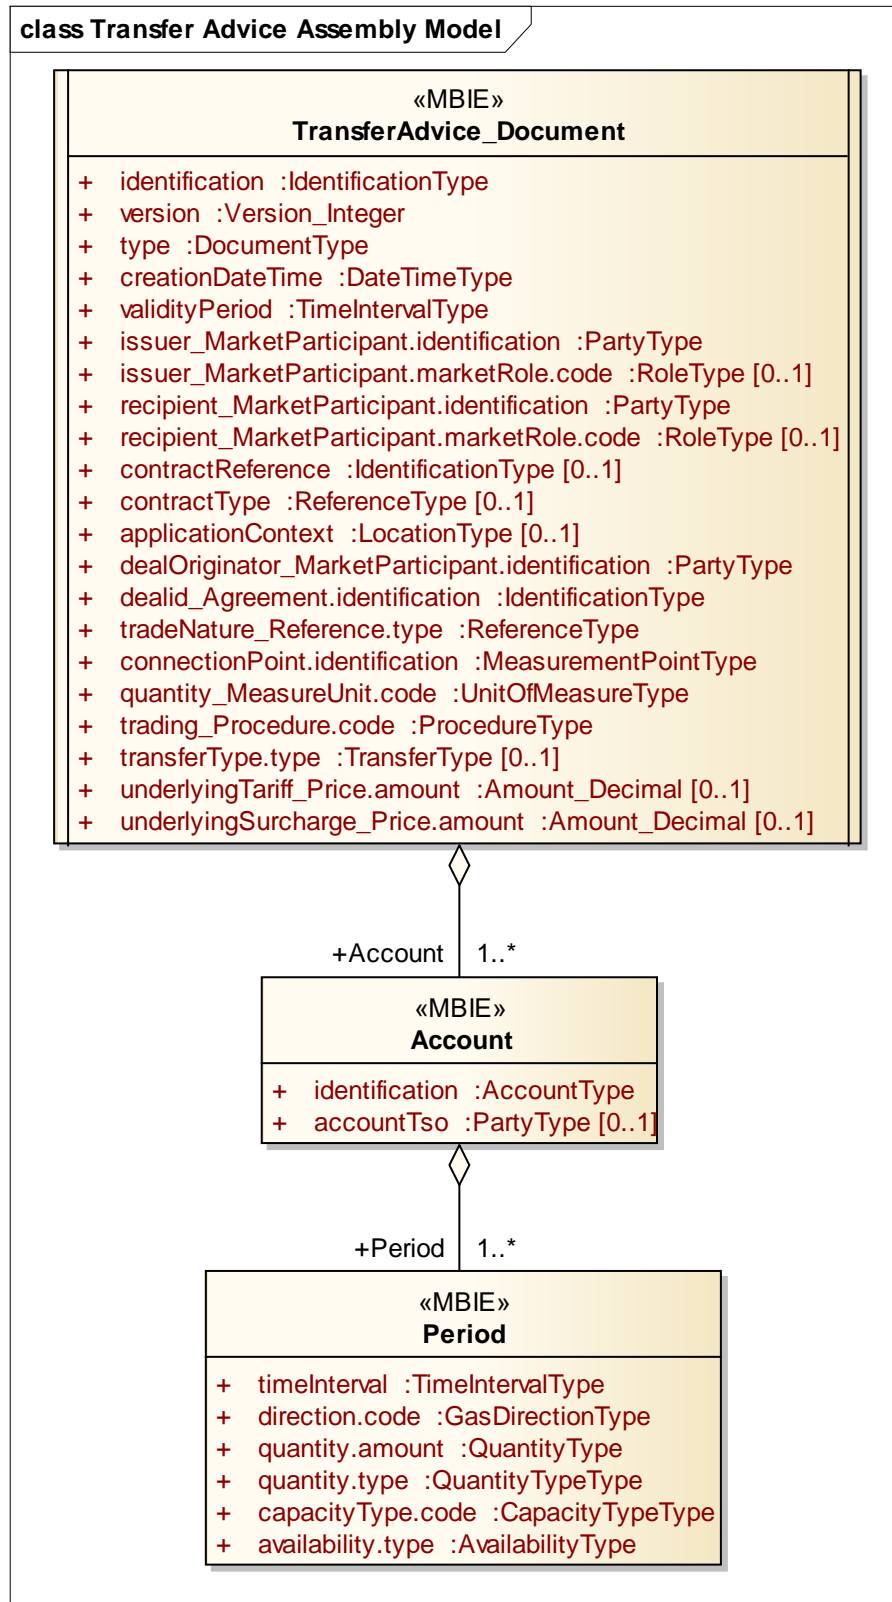 class Transfer Advice Assembly Model
«MBIE»
TransferAdvice_Document
+ identification :IdentificationType
+ version :Version_Integer
+ type :DocumentType
+ creationDateTime :DateTimeType
+ validityPeriod :TimeIntervalType
+ issuer_MarketParticipant.identification :PartyType
+ issuer_MarketParticipant.marketRole.code :RoleType [0..1]
+ recipient_MarketParticipant.identification :PartyType
+ recipient_MarketParticipant.marketRole.code :RoleType [0..1]
+ contractReference :IdentificationType [0..1]
+ contractType :ReferenceType [0..1]
+ applicationContext :LocationType [0..1]
+ dealOriginator_MarketParticipant.identification :PartyType
+ dealid_Agreement.identification :IdentificationType
+ tradeNature_Reference.type :ReferenceType
+ connectionPoint.identification :MeasurementPointType
+ quantity_MeasureUnit.code :UnitOfMeasureType
+ trading_Procedure.code :ProcedureType
+ transferType.type :TransferType [0..1]
+ underlyingTariff_Price.amount :Amount_Decimal [0..1]
+ underlyingSurcharge_Price.amount :Amount_Decimal [0..1]
+Account 1..*
«MBIE»
Account
+ identification :AccountType
+ accountTso :PartyType [0..1]
+Period 1..*
«MBIE»
Period
+ timeInterval :TimeIntervalType
+ direction.code :GasDirectionType
+ quantity.amount :QuantityType
+ quantity.type :QuantityTypeType
+ capacityType.code :CapacityTypeType
+ availability.type :AvailabilityType